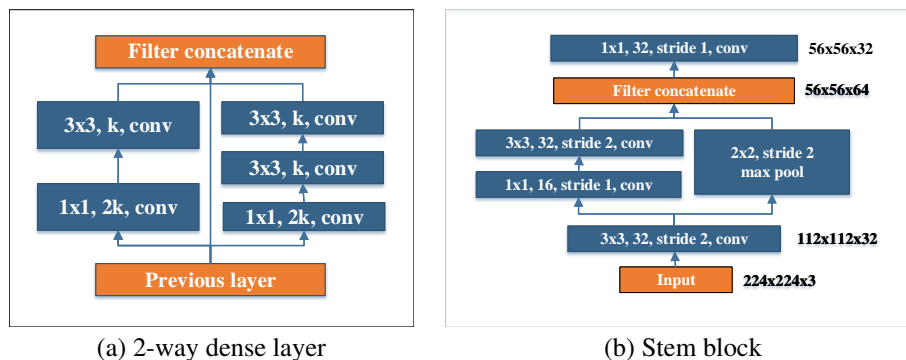 Filter concatenate
3x3, k, conv
3x3, k, conv
3x3, k, conv
1x1, 2k, conv
1x1, 2k, conv
Previous layer
(a) 2-way dense layer
1x1, 32, stride 1, conv
56x56x32
Filter concatenate
56x56x64
3x3, 32, stride 2, conv
2x2, stride 2
max pool
1x1, 16, stride 1, conv
3x3, 32, stride 2, conv
112x112x32
Input
224x224x3
(b) Stem block